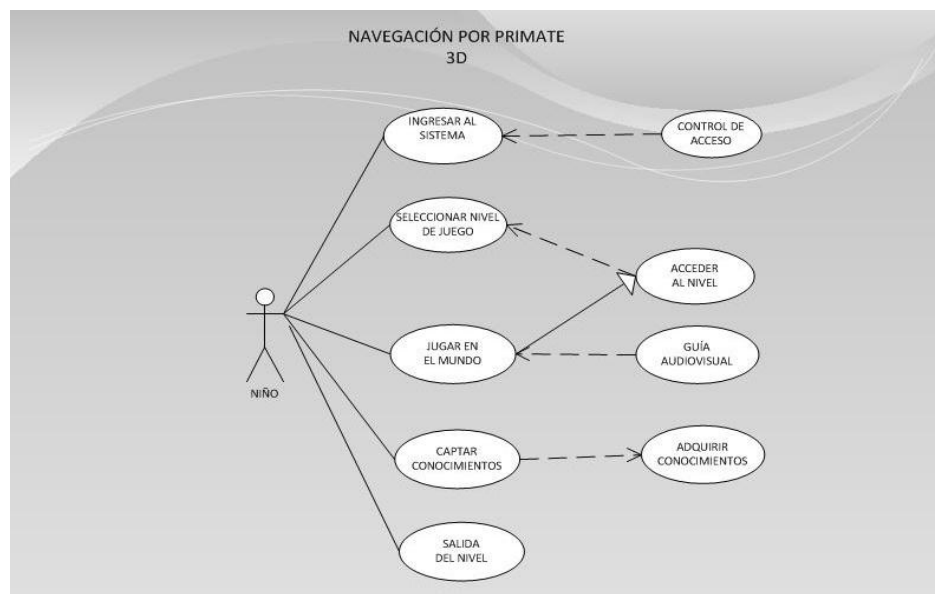 NAVEGACIÓN POR PRIMATE
3D
INGRESAR AL
SISTEMA
CONTROL DE
ACCESO
SELECCIONAR NIVEL
DE JUEGO
ACCEDER
AL NIVEL
JUGAR EN
EL MUNDO
GUÍA
AUDIOVISUAL
NIÑO
CAPTAR
CONOCIMIENTOS
ADQUIRIR
CONOCIMIENTOS
SALIDA
DEL NIVEL